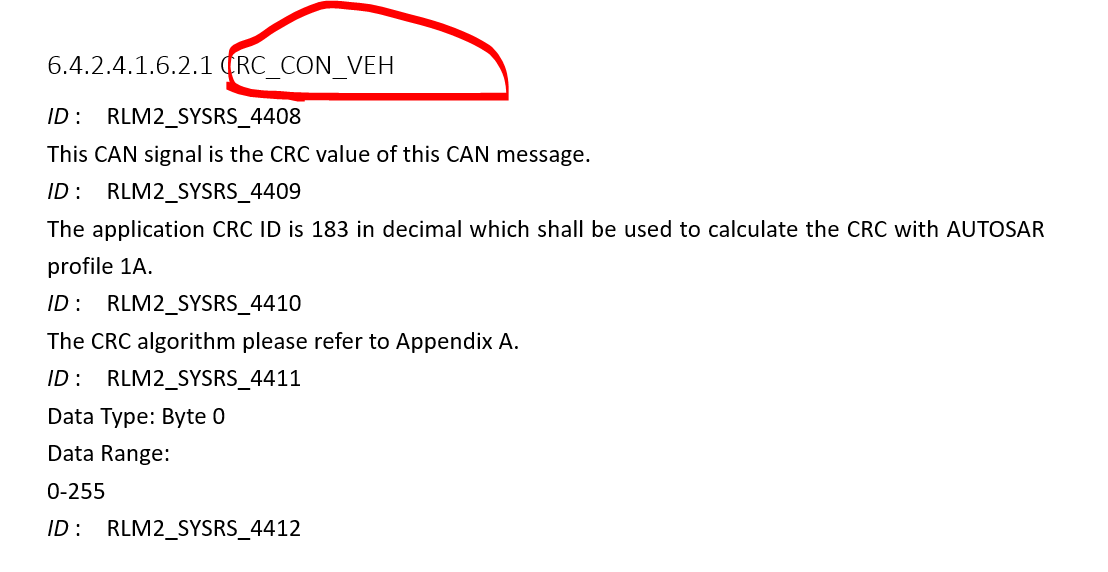 6.4.2.4.1.6.2.1 CRC_CON_VEH
ID : RLM2_SYSRS_4408
This CAN signal is the CRC value of this CAN message.
ID : RLM2_SYSRS_4409
The application CRC ID is 183 in decimal which shall be used to calculate the CRC with AUTOSAR
profile 1A.
ID : RLM2_SYSRS_4410
The CRC algorithm please refer to Appendix A.
ID : RLM2_SYSRS_4411
Data Type: Byte 0
Data Range:
0-255
ID : RLM2_SYSRS_4412